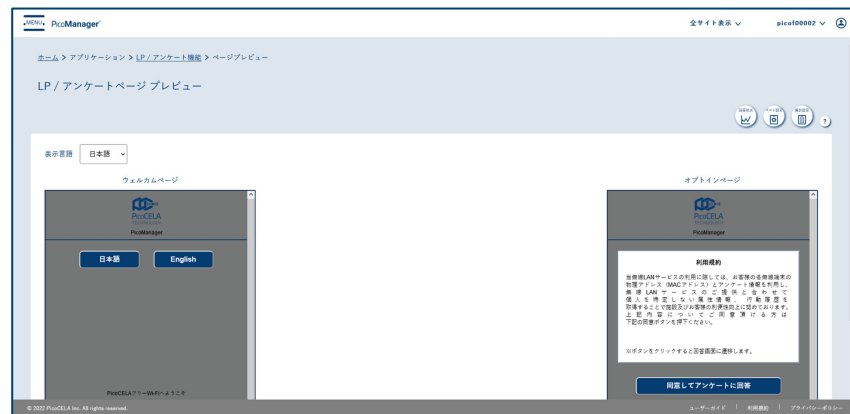 MENU PicoManager
全サイト表示 picof00002
ホーム > アプリケーション > LP / アンケート機能 > ページプレビュー
LP / アンケートページ プレビュー
?
表示言語 日本語
ウェルカムページ
PicoCELA
TECHNOLOGY
PicoManager
日本語 English
PicoCELAフリーWi-Fiへようこそ
オプトインページ
PicoCELA
TECHNOLOGY
PicoManager
利用規約
当無線LANサービスの利用に際しては、お客様の各無線端末の
物理アドレス (MACアドレス) とアンケート情報を利用し、
無線 LAN サービスのご提供と合わせて
個人を特定しない属性情報、行動履歴を
取得することで施設及びお客様の利便性向上に努めております。
上記内容についてご同意頂ける方は
下記の同意ボタンを押下ください。
※ボタンをクリックすると回答画面に遷移します。
同意してアンケートに回答
© 2022 PicoCELA Inc. All rights reserved.
ユーザーガイド | 利用規約 | プライバシーポリシー